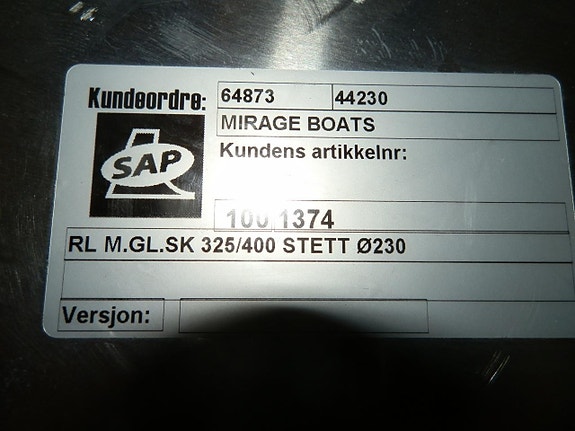 Kundeordre: 64873 44230
MIRAGE BOATS
SAP
Kundens artikkelnr:
100 1374
RL M.GL.SK 325/400 STETT Ø230
Versjon: